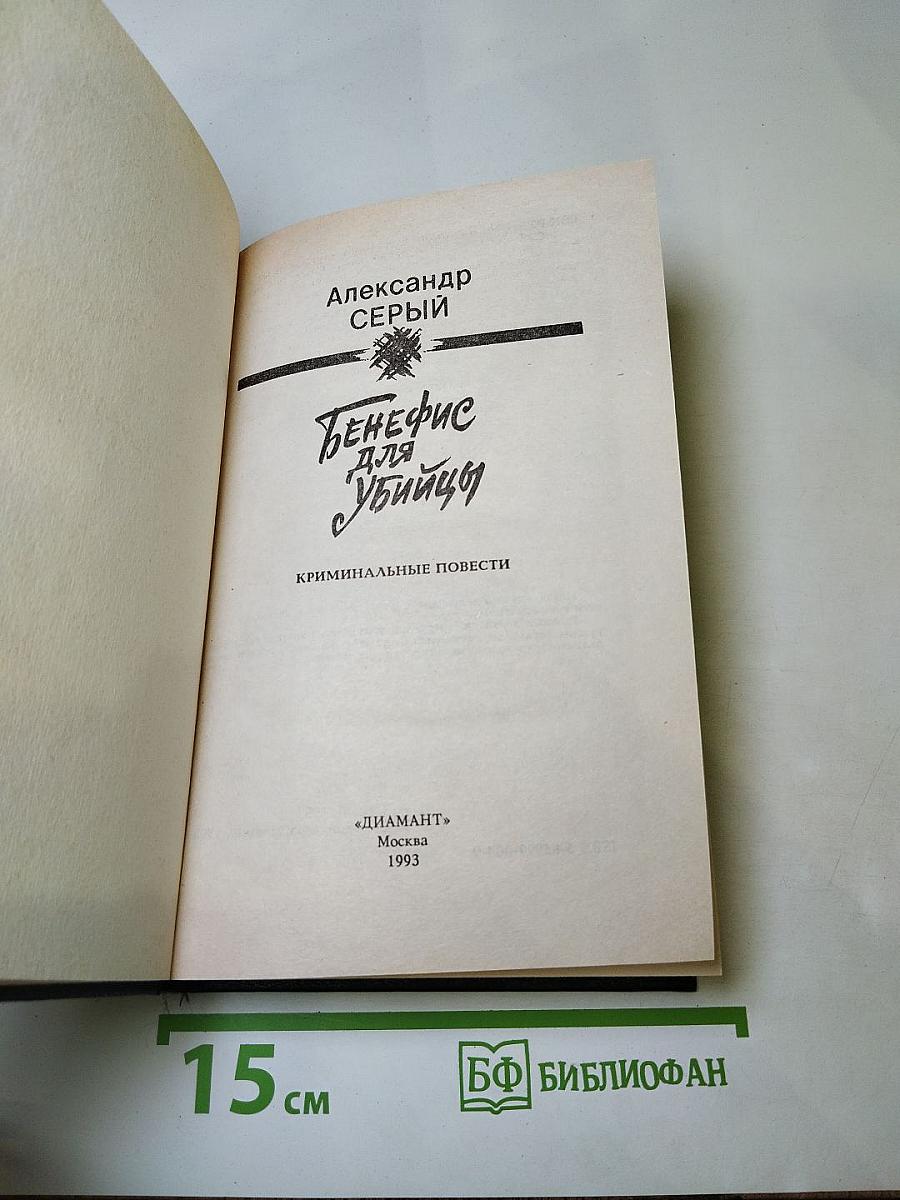 Александр
СЕРЫЙ
БЕНЕФИС
ДЛЯ
УБИЙЦЫ
КРИМИНАЛЬНЫЕ ПОВЕСТИ
«ДИАМАНТ»
Москва
1993
15 см
БФ БИБЛИОФАН